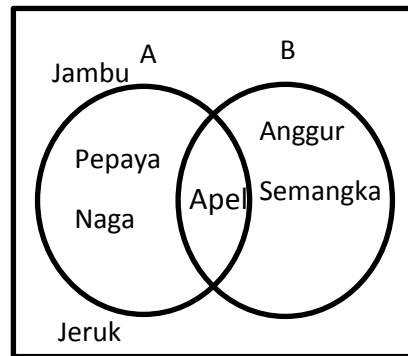 A
B
Jambu
Anggur
Pepaya
Apel
Semangka
Naga
Jeruk